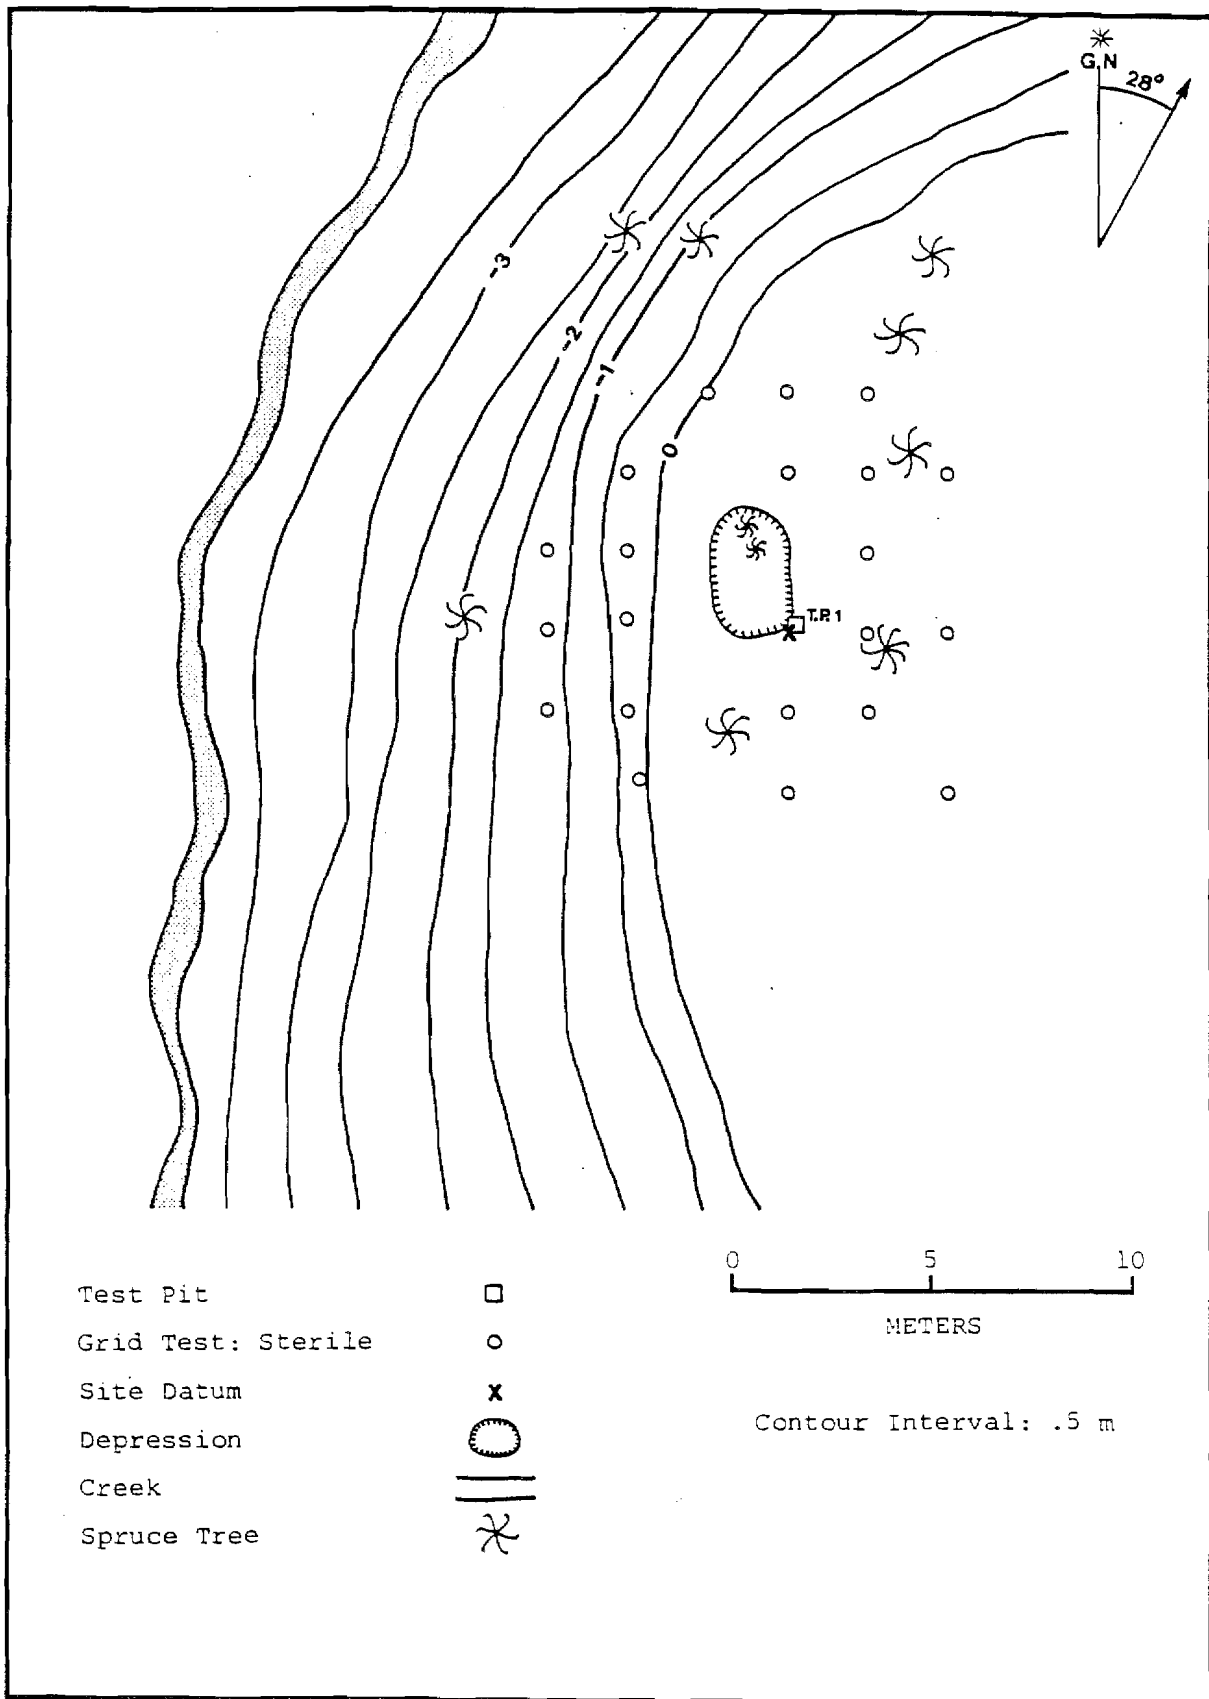 G.N
28°
-3
-2
-1
0
T.P.1
0 5 10
METERS
Test Pit
Grid Test: Sterile
Site Datum
Depression
Creek
Spruce Tree
Contour Interval: .5 m